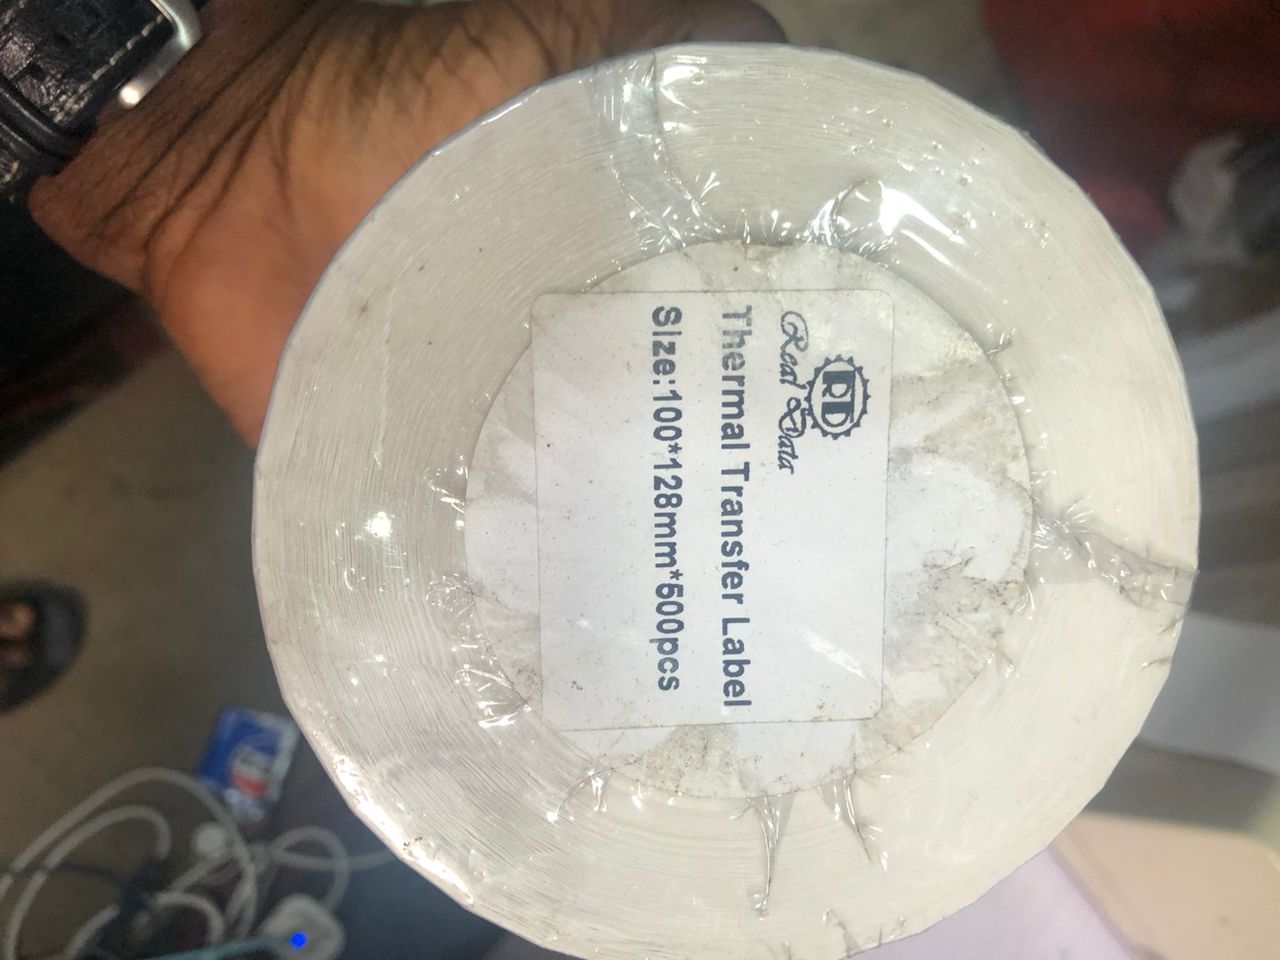 RD
Real Data
Thermal Transfer Label
Size:100*128mm*500pcs